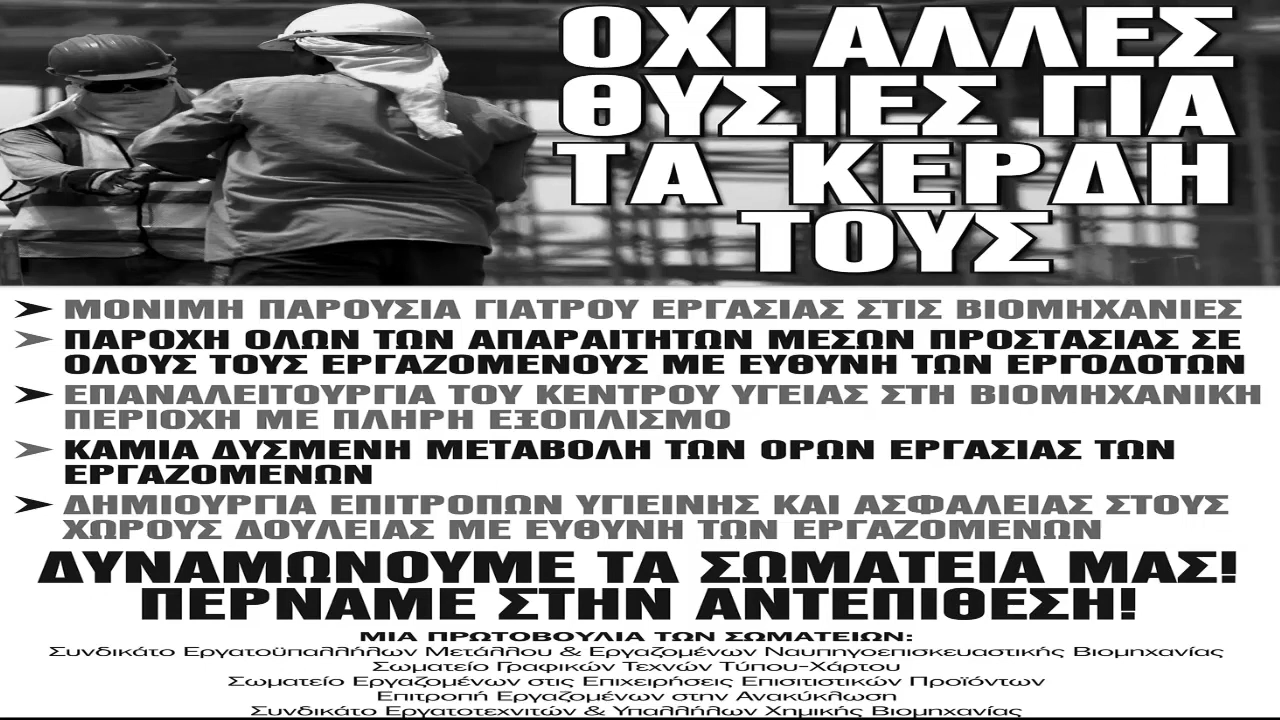 ΟΧΙ ΑΛΛΕΣ
ΘΥΣΙΕΣ ΓΙΑ
ΤΑ ΚΕΡΔΗ
ΤΟΥΣ
➤ ΜΟΝΙΜΗ ΠΑΡΟΥΣΙΑ ΓΙΑΤΡΟΥ ΕΡΓΑΣΙΑΣ ΣΤΙΣ ΒΙΟΜΗΧΑΝΙΕΣ
➤ ΠΑΡΟΧΗ ΟΛΩΝ ΤΩΝ ΑΠΑΡΑΙΤΗΤΩΝ ΜΕΣΩΝ ΠΡΟΣΤΑΣΙΑΣ ΣΕ
ΟΛΟΥΣ ΤΟΥΣ ΕΡΓΑΖΟΜΕΝΟΥΣ ΜΕ ΕΥΘΥΝΗ ΤΩΝ ΕΡΓΟΔΟΤΩΝ
➤ ΕΠΑΝΑΛΕΙΤΟΥΡΓΙΑ ΤΟΥ ΚΕΝΤΡΟΥ ΥΓΕΙΑΣ ΣΤΗ ΒΙΟΜΗΧΑΝΙΚΗ
ΠΕΡΙΟΧΗ ΜΕ ΠΛΗΡΗ ΕΞΟΠΛΙΣΜΟ
➤ ΚΑΜΙΑ ΔΥΣΜΕΝΗ ΜΕΤΑΒΟΛΗ ΤΩΝ ΟΡΩΝ ΕΡΓΑΣΙΑΣ ΤΩΝ
ΕΡΓΑΖΟΜΕΝΩΝ
➤ ΔΗΜΙΟΥΡΓΙΑ ΕΠΙΤΡΟΠΩΝ ΥΓΙΕΙΝΗΣ ΚΑΙ ΑΣΦΑΛΕΙΑΣ ΣΤΟΥΣ
ΧΩΡΟΥΣ ΔΟΥΛΕΙΑΣ ΜΕ ΕΥΘΥΝΗ ΤΩΝ ΕΡΓΑΖΟΜΕΝΩΝ
ΔΥΝΑΜΩΝΟΥΜΕ ΤΑ ΣΩΜΑΤΕΙΑ ΜΑΣ!
ΠΕΡΝΑΜΕ ΣΤΗΝ ΑΝΤΕΠΙΘΕΣΗ!
ΜΙΑ ΠΡΩΤΟΒΟΥΛΙΑ ΤΩΝ ΣΩΜΑΤΕΙΩΝ:
Συνδικάτο Εργατοϋπαλλήλων Μετάλλου & Εργαζομένων Ναυπηγοεπισκευαστικής Βιομηχανίας
Σωματείο Γραφικών Τεχνών Τύπου-Χάρτου
Σωματείο Εργαζομένων στις Επιχειρήσεις Επισιτιστικών Προϊόντων
Επιτροπή Εργαζομένων στην Ανακύκλωση
Συνδικάτο Εργατοτεχνιτών & Υπαλλήλων Χημικής Βιομηχανίας